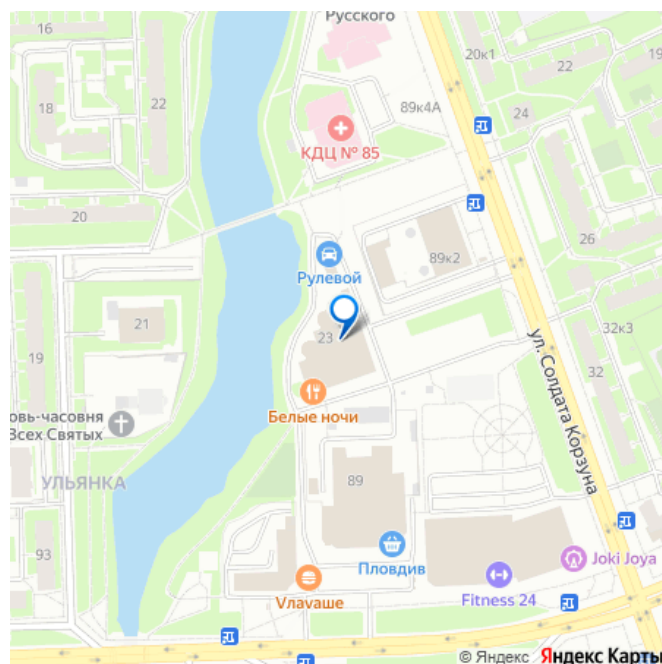 Русского
16
20к1
19
22
18
22
89к4А
24
КДЦ № 85
20
26
89к2
Рулевой
21
23
32к3
19
32
ул. Солдата Корзуна
Белые ночи
овь-часовня
Всех Святых
УЛЬЯНКА
89
93
Пловдив
Joki Joya
Vлаvаше
Fitness 24
© Яндекс Яндекс Карты